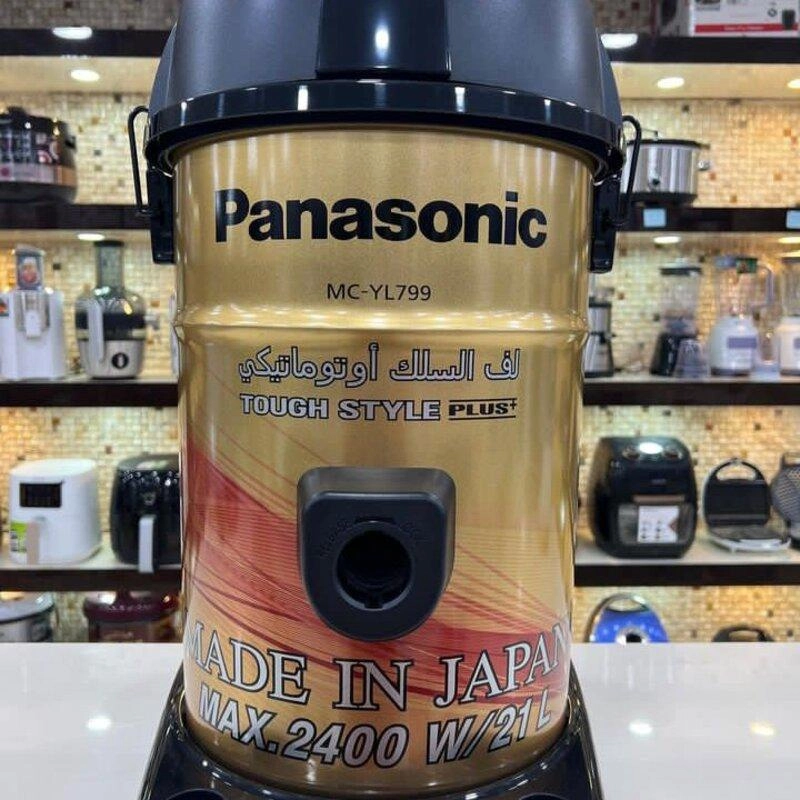 Panasonic
MC-YL799
لف السلك أوتوماتيكي
TOUGH STYLE PLUS+
MADE IN JAPAN
MAX.2400 W/21 L